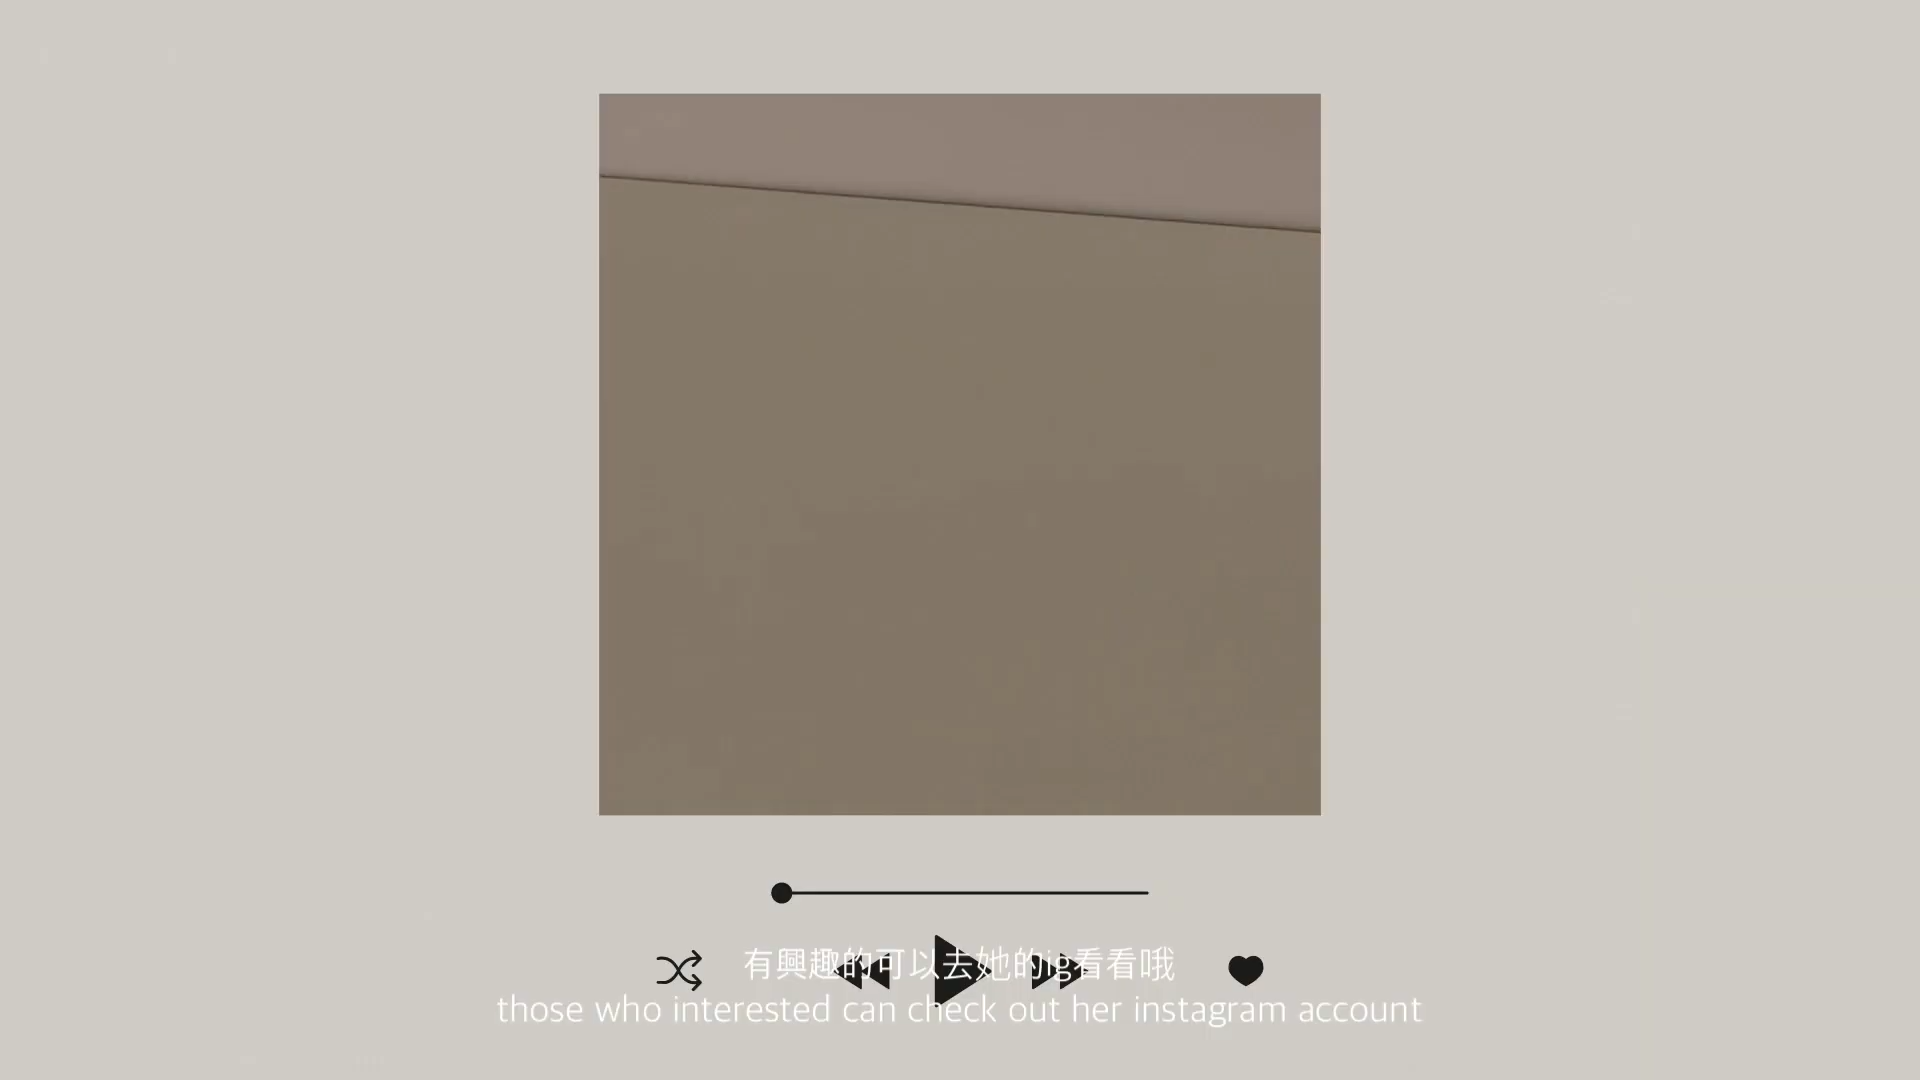 有興趣的可以去她的ig看看哦
those who interested can check out her instagram account